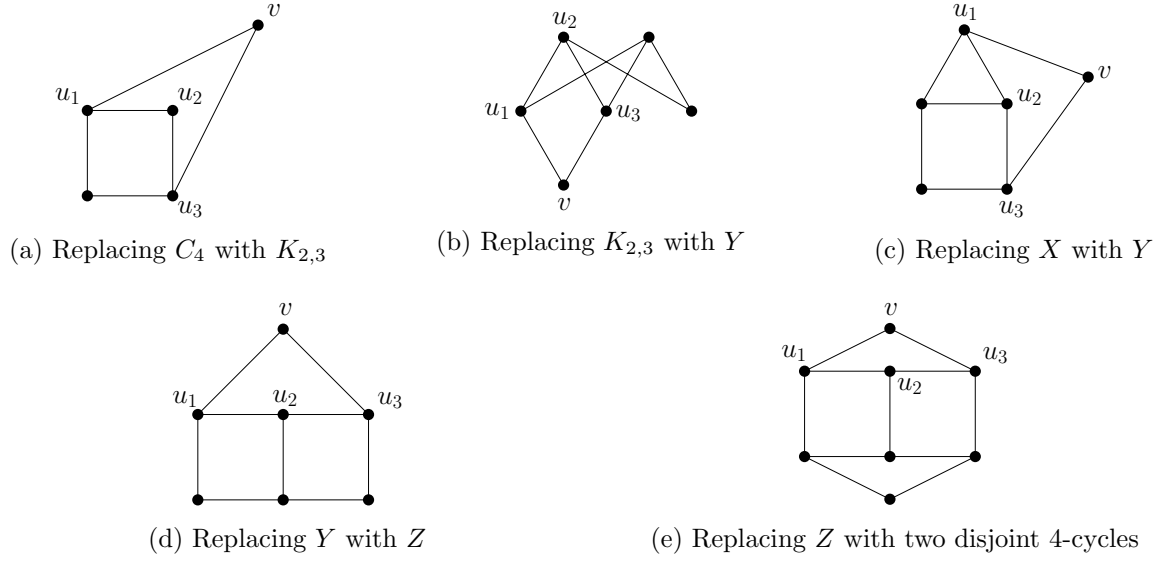 v
u₁
u₂
u₃
(a) Replacing C₄ with K₂,₃
u₂
u₁
u₃
v
(b) Replacing K₂,₃ with Y
u₁
v
u₂
u₃
(c) Replacing X with Y
v
u₁
u₂
u₃
(d) Replacing Y with Z
v
u₁
u₃
u₂
(e) Replacing Z with two disjoint 4-cycles